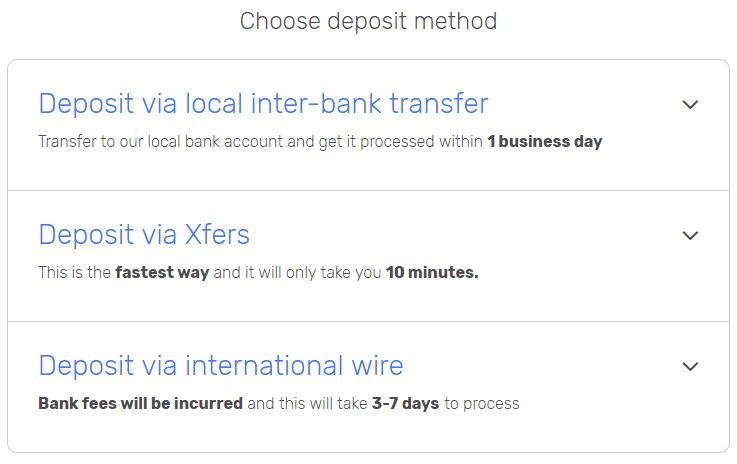 Choose deposit method
Deposit via local inter-bank transfer
Transfer to our local bank account and get it processed within 1 business day
Deposit via Xfers
This is the fastest way and it will only take you 10 minutes.
Deposit via international wire
Bank fees will be incurred and this will take 3-7 days to process